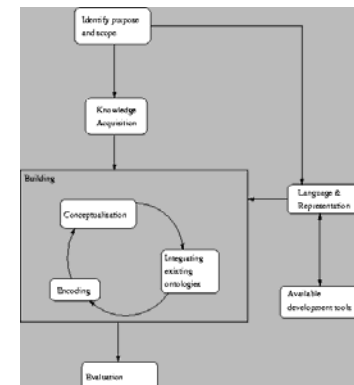 Identify purpose
and scope
Knowledge
Acquisition
Building
Conceptualisation
Language &
Representation
Integrating
existing
ontologies
Encoding
Available
development tools
Evaluation